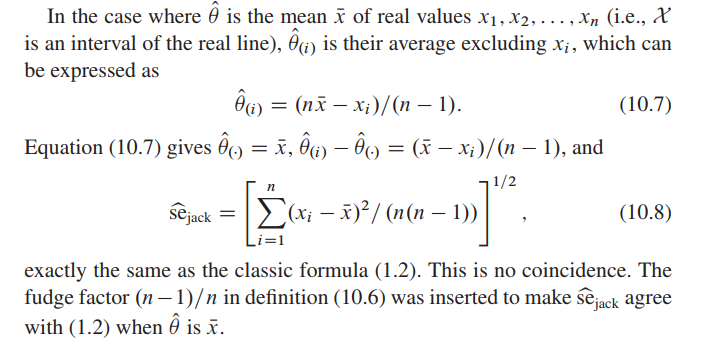 In the case where θ̂ is the mean x̄ of real values x₁, x₂, . . . , xₙ (i.e., 𝒳
is an interval of the real line), θ̂₍ᵢ₎ is their average excluding xᵢ, which can
be expressed as
θ̂₍ᵢ₎ = (nx̄ − xᵢ)/(n − 1). (10.7)
Equation (10.7) gives θ̂₍.₎ = x̄, θ̂₍ᵢ₎ − θ̂₍.₎ = (x̄ − xᵢ)/(n − 1), and
ŝe_jack = [∑_{i=1}^{n} (xᵢ − x̄)² / (n(n − 1))]^{1/2}, (10.8)
exactly the same as the classic formula (1.2). This is no coincidence. The
fudge factor (n − 1)/n in definition (10.6) was inserted to make ŝe_jack agree
with (1.2) when θ̂ is x̄.